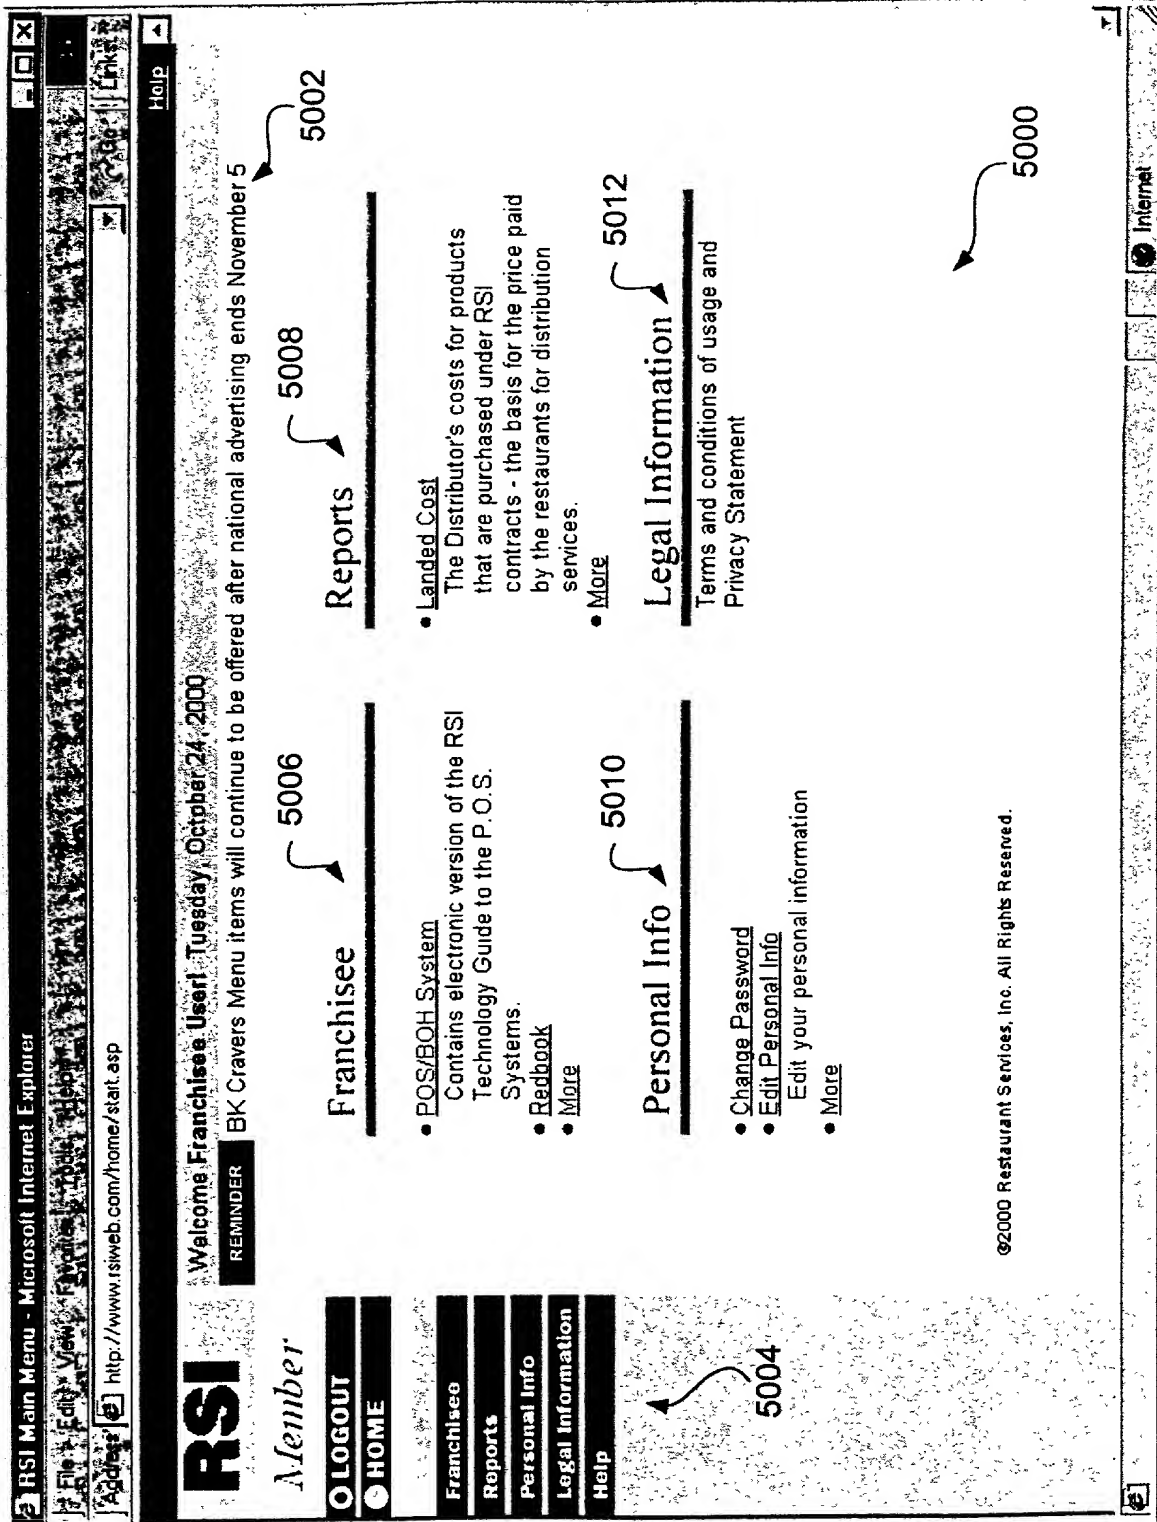 RSI Main Menu - Microsoft Internet Explorer
File Edit View Favorites Tools Help
Address http://www.rsiweb.com/home/start.asp Go Links
Help
RSI
Member
LOGOUT
HOME
Franchisee
Reports
Personal Info
Legal Information
Help
5004
Welcome Franchisee User! Tuesday, October 24, 2000
REMINDER BK Cravers Menu items will continue to be offered after national advertising ends November 5
5002
5006
Franchisee
• POS/BOH System
Contains electronic version of the RSI
Technology Guide to the P.O.S.
Systems.
• Redbook
• More
5008
Reports
• Landed Cost
The Distributor's costs for products
that are purchased under RSI
contracts - the basis for the price paid
by the restaurants for distribution
services.
• More
5010
Personal Info
• Change Password
• Edit Personal Info
Edit your personal information
• More
5012
Legal Information
Terms and conditions of usage and
Privacy Statement
5000
©2000 Restaurant Services, Inc. All Rights Reserved.
Internet